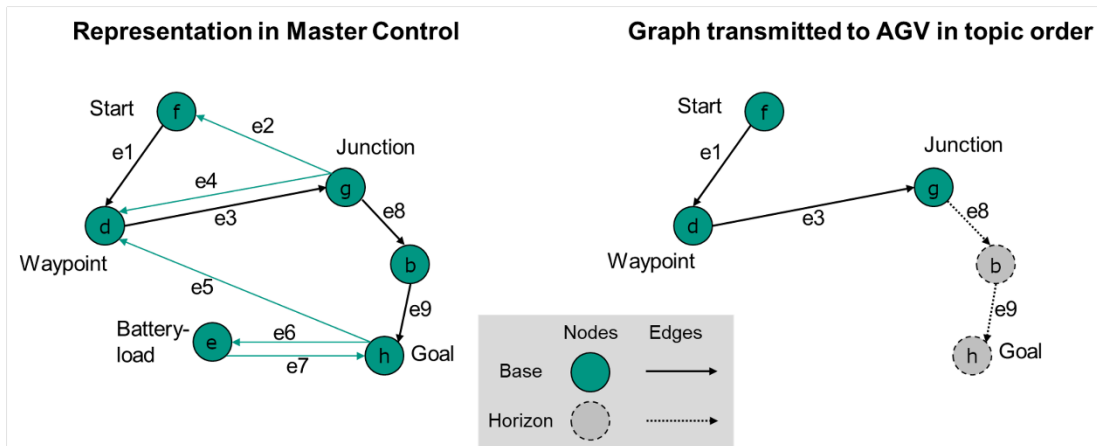 Representation in Master Control
Graph transmitted to AGV in topic order
Start
f
e1
e2
Junction
e4
g
e3
e8
d
Waypoint
b
e5
e9
Battery-
load
e
e6
e7
h
Goal
f
e1
Junction
g
e8
d
e3
Waypoint
b
e9
h
Goal
Nodes
Edges
Base
Horizon